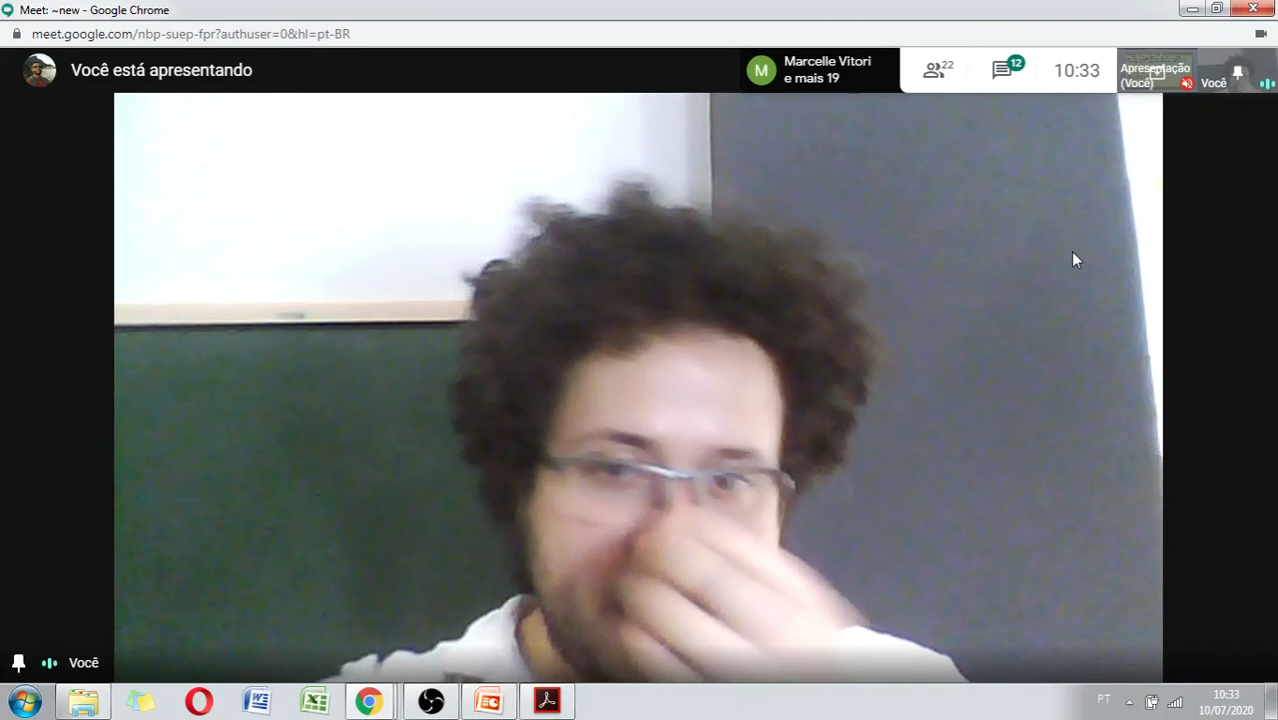 Meet: ~new - Google Chrome
meet.google.com/nbp-suep-fpr?authuser=0&hl=pt-BR
Você está apresentando
M
Marcelle Vitori
e mais 19
22
12
10:33
Apresentação
(Você)
Você
Você
PT
10:33
10/07/2020